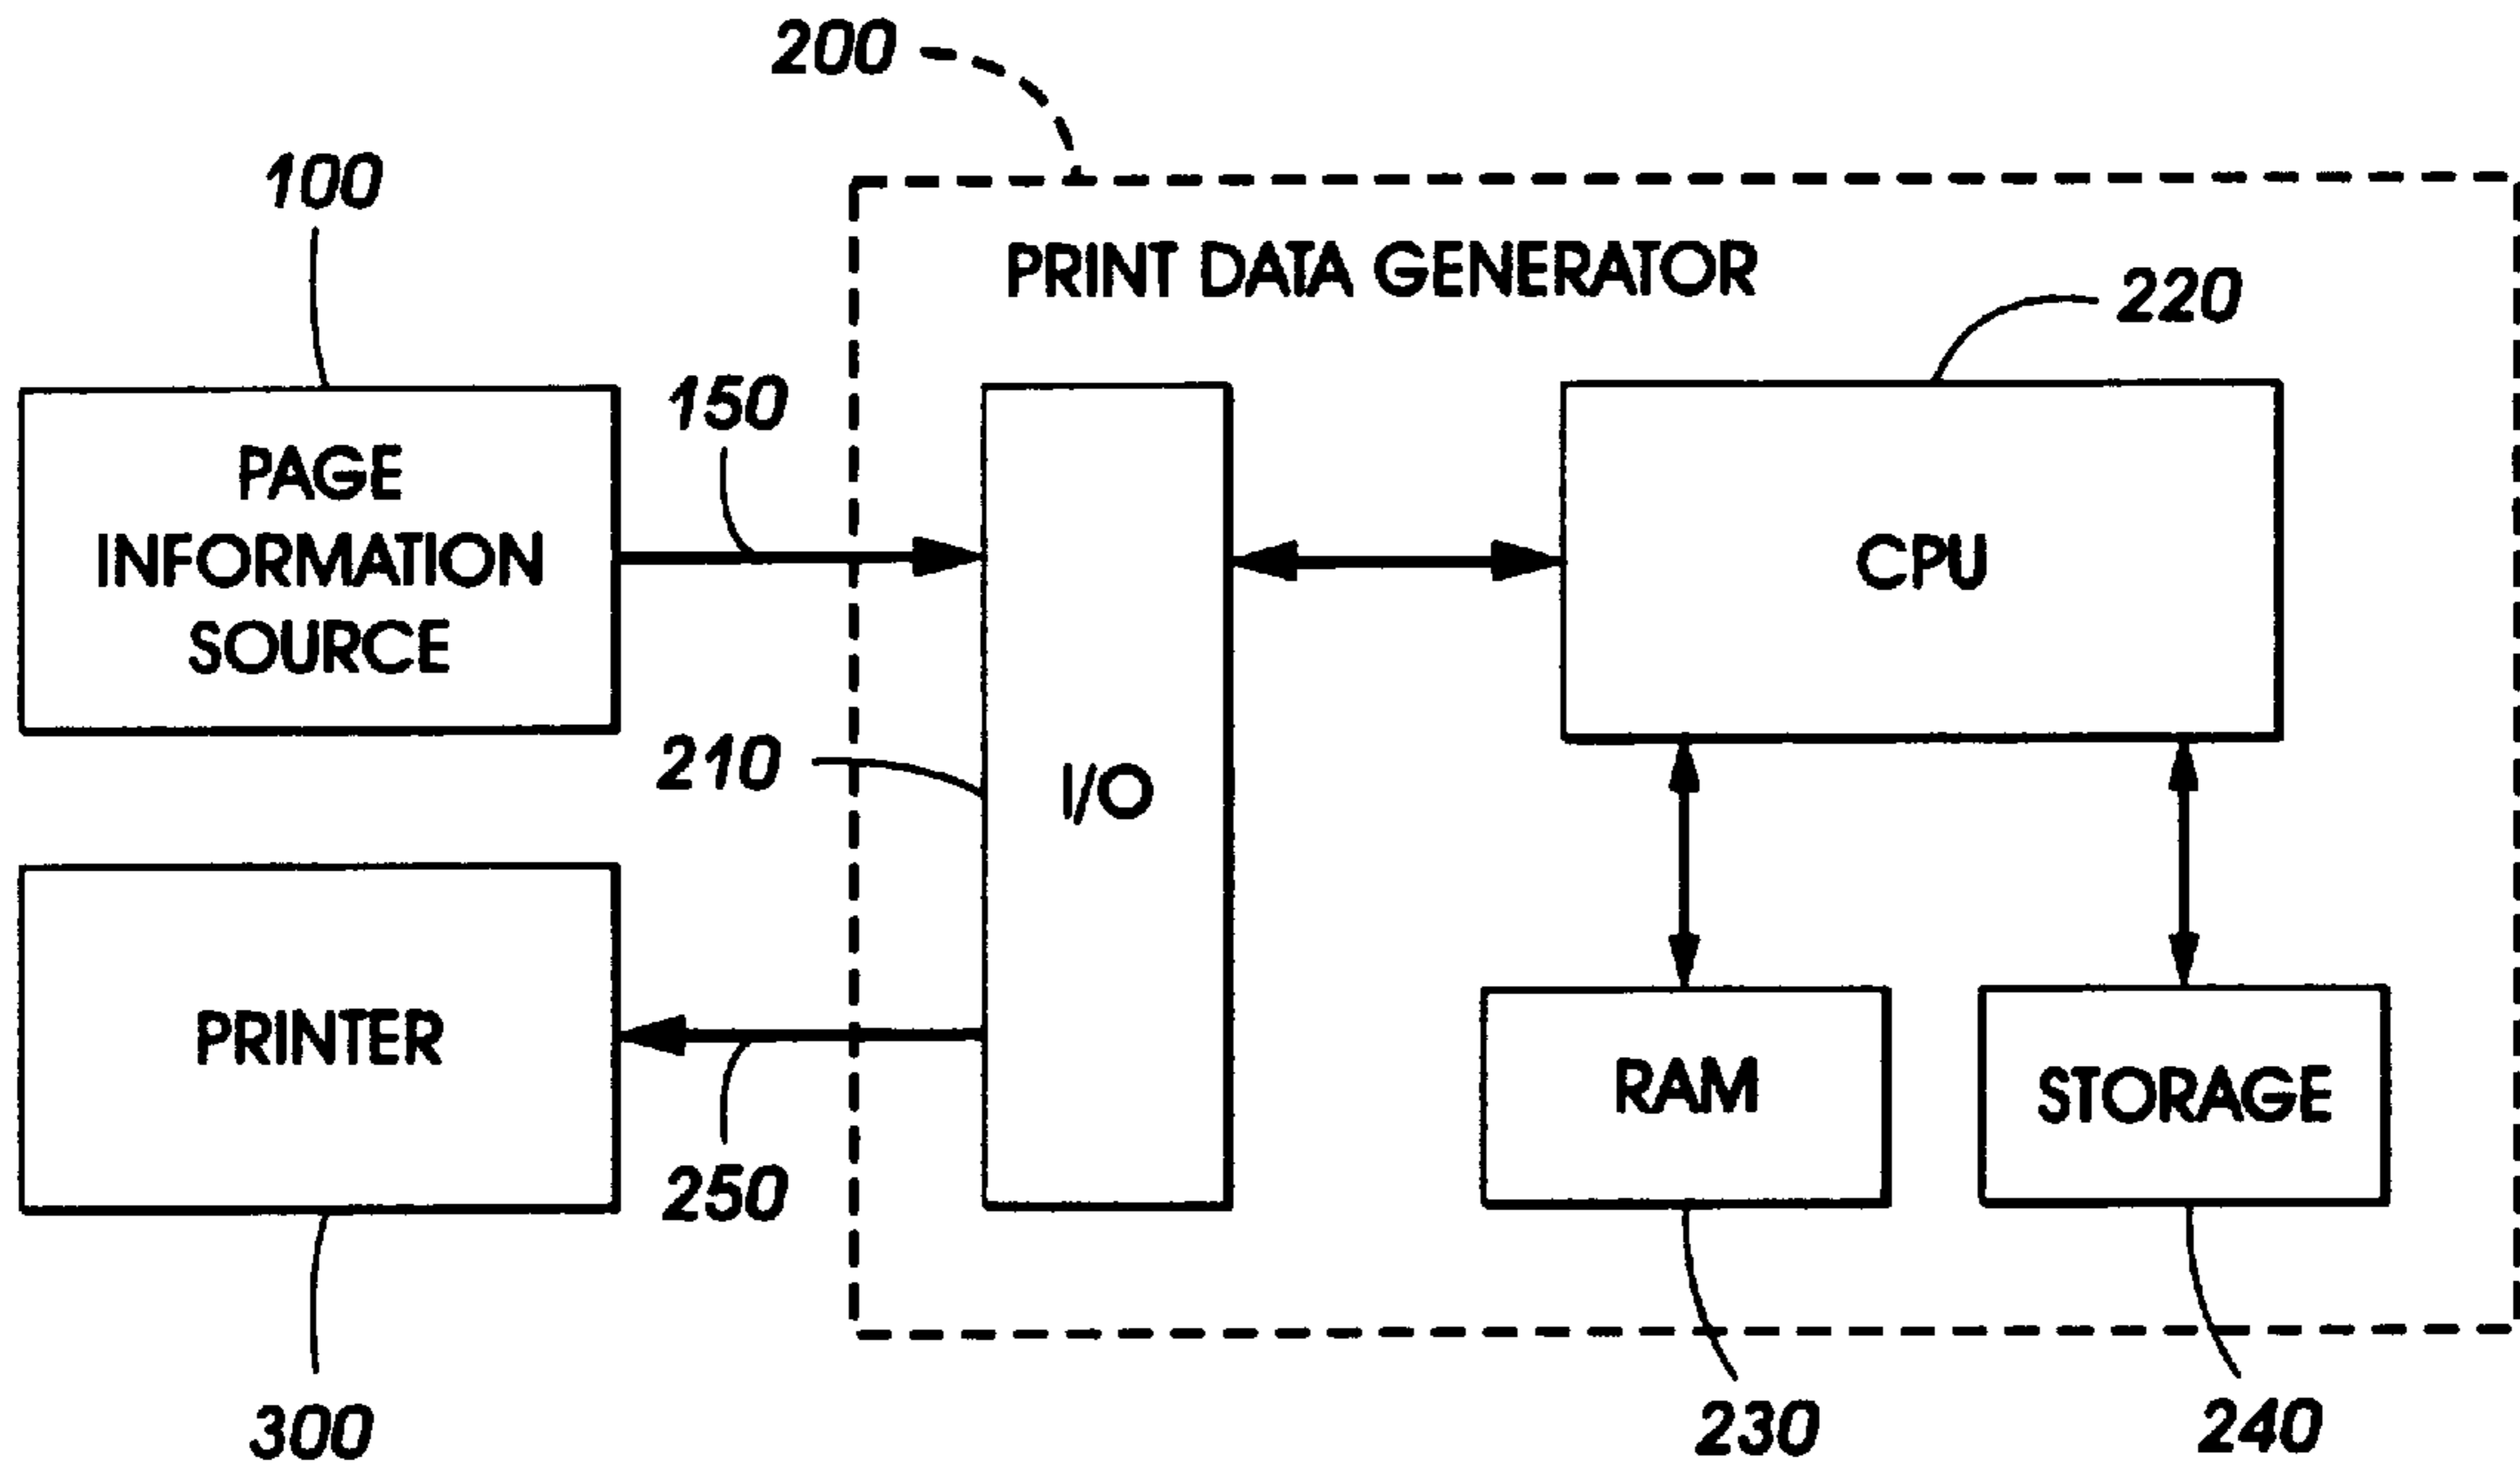 200
100
PRINT DATA GENERATOR
220
150
PAGE
INFORMATION
SOURCE
CPU
210
I/O
PRINTER
RAM
STORAGE
250
300
230
240